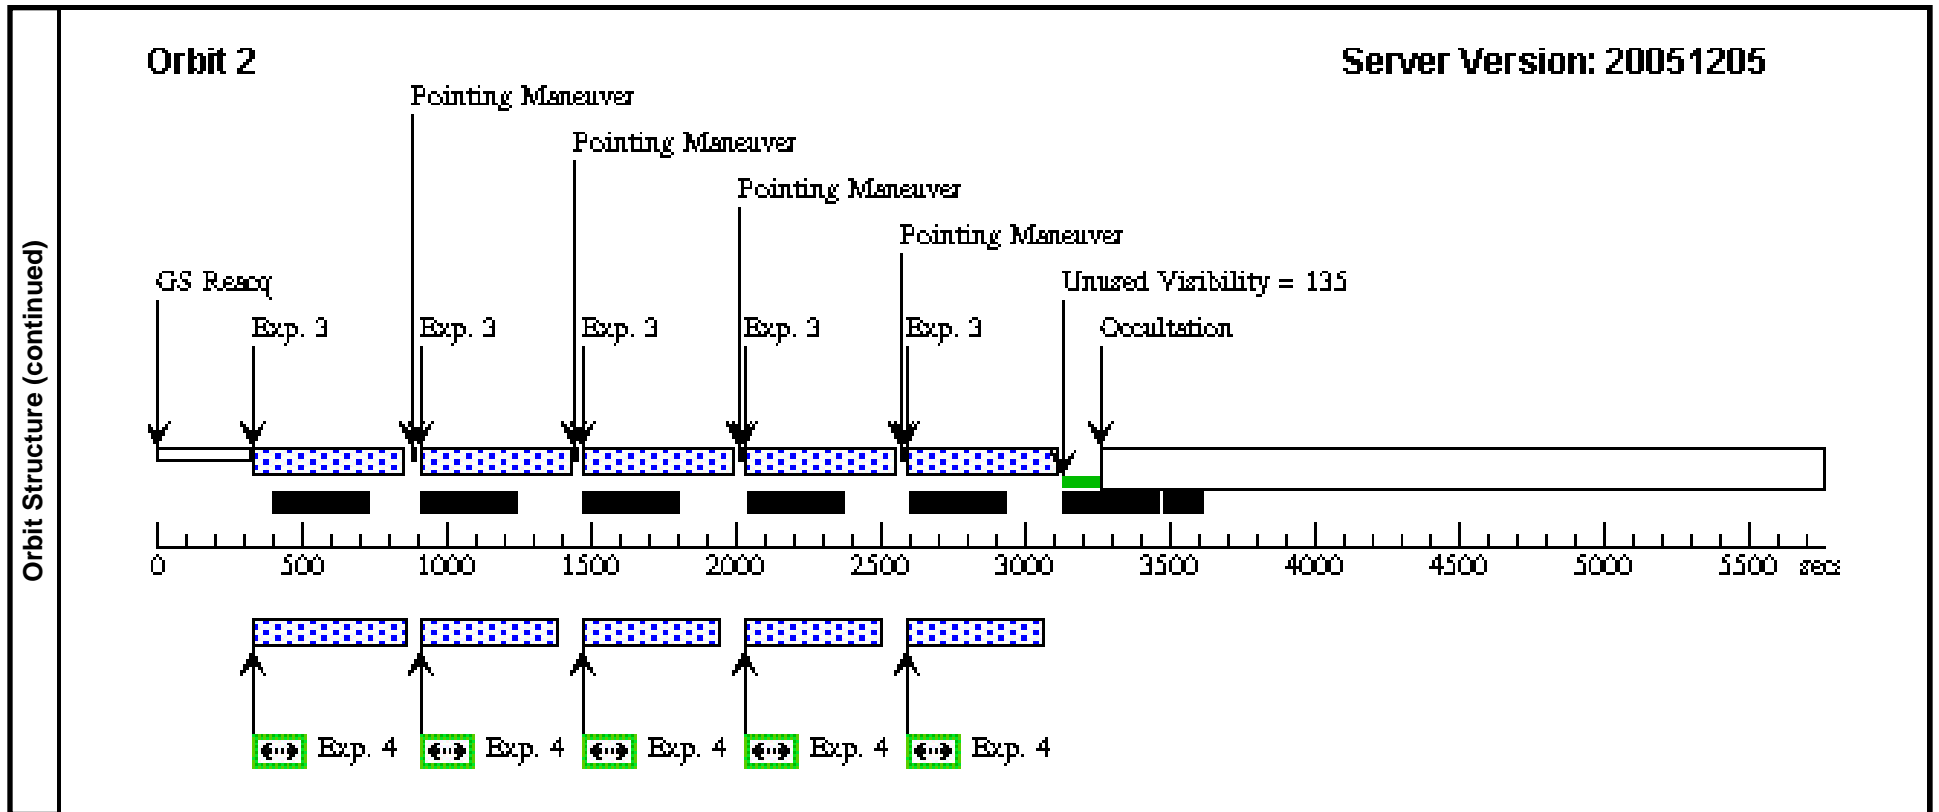 Orbit Structure (continued)
Orbit 2
Server Version: 20051205
Pointing Maneuver
Pointing Maneuver
Pointing Maneuver
Pointing Maneuver
GS Reacq
Unused Visibility = 135
Exp. 3
Exp. 3
Exp. 3
Exp. 3
Exp. 3
Occultation
0 500 1000 1500 2000 2500 3000 3500 4000 4500 5000 5500 secs
Exp. 4
Exp. 4
Exp. 4
Exp. 4
Exp. 4